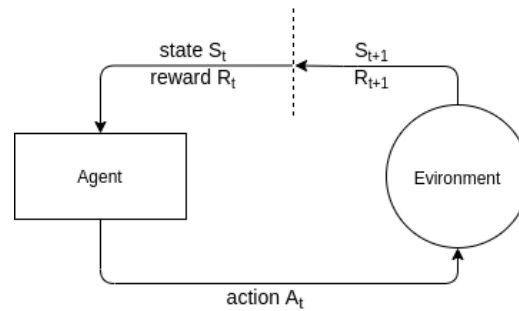 state Sₜ
reward Rₜ
Sₜ₊₁
Rₜ₊₁
Agent
Evironment
action Aₜ